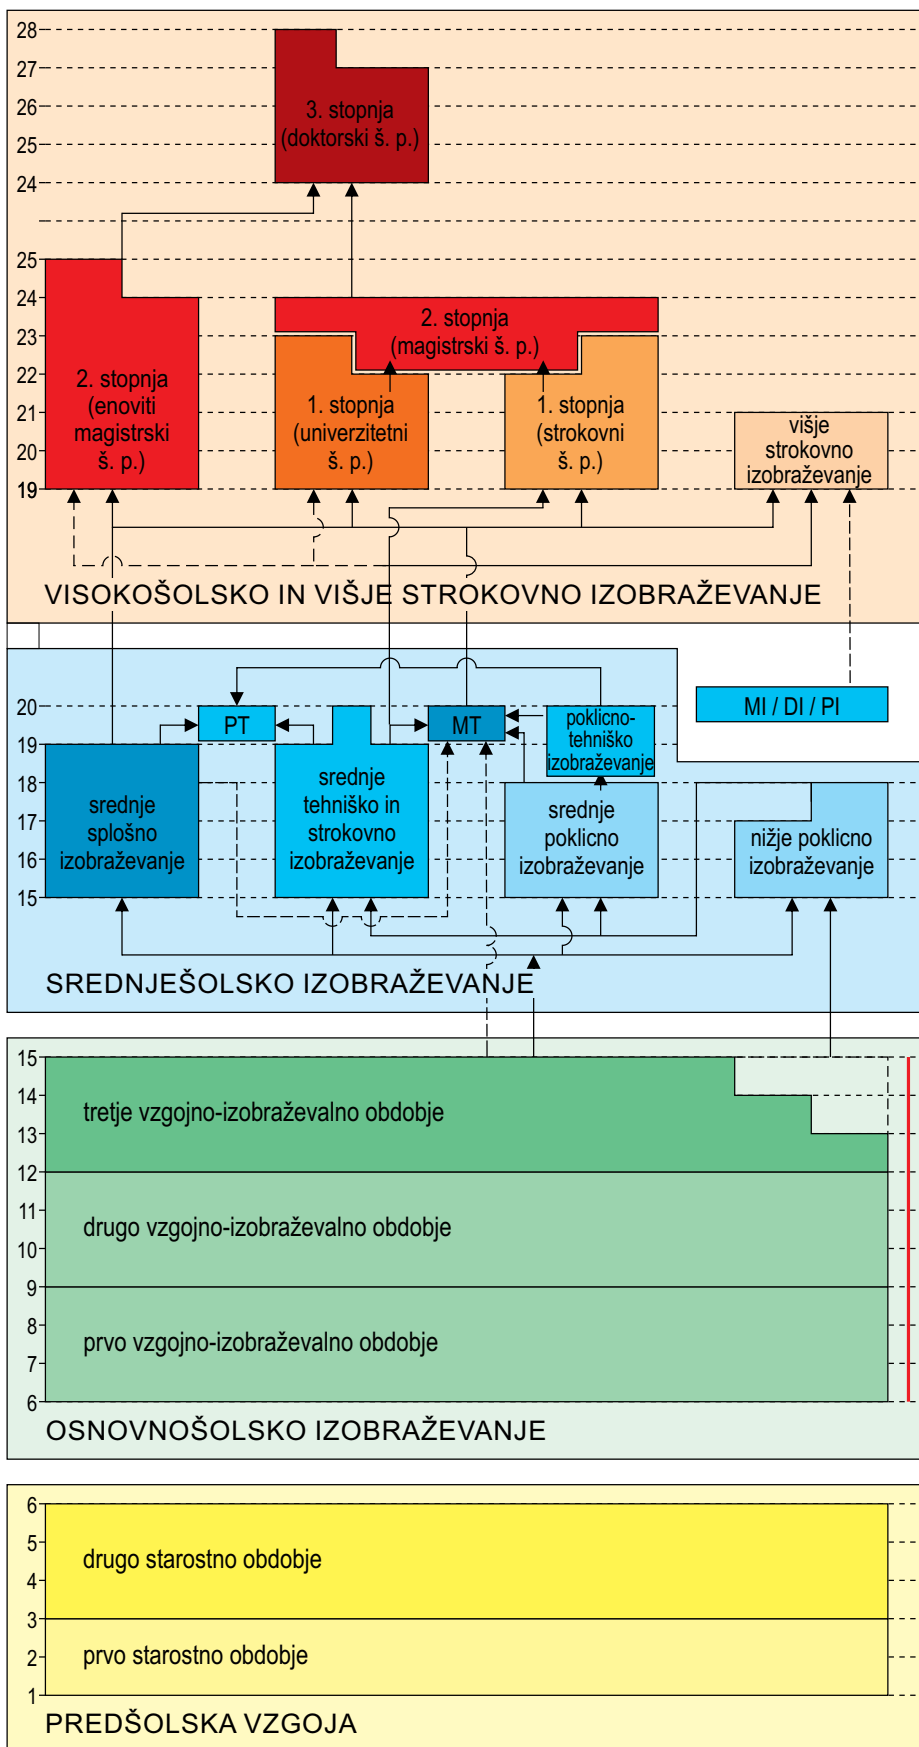 28
27
26
25
24
3. stopnja
(doktorski š. p.)
25
24
23
22
21
20
19
2. stopnja
(enoviti
magistrski
š. p.)
2. stopnja
(magistrski š. p.)
1. stopnja
(univerzitetni
š. p.)
1. stopnja
(strokovni
š. p.)
višje
strokovno
izobraževanje
VISOKOŠOLSKO IN VIŠJE STROKOVNO IZOBRAŽEVANJE
20
19
18
17
16
15
PT
MT
poklicno-
tehniško
izobraževanje
MI / DI / PI
srednje
splošno
izobraževanje
srednje
tehniško in
strokovno
izobraževanje
srednje
poklicno
izobraževanje
nižje poklicno
izobraževanje
SREDNJEŠOLSKO IZOBRAŽEVANJE
15
14
13
12
11
10
9
8
7
6
tretje vzgojno-izobraževalno obdobje
drugo vzgojno-izobraževalno obdobje
prvo vzgojno-izobraževalno obdobje
OSNOVNOŠOLSKO IZOBRAŽEVANJE
6
5
4
3
2
1
drugo starostno obdobje
prvo starostno obdobje
PREDŠOLSKA VZGOJA